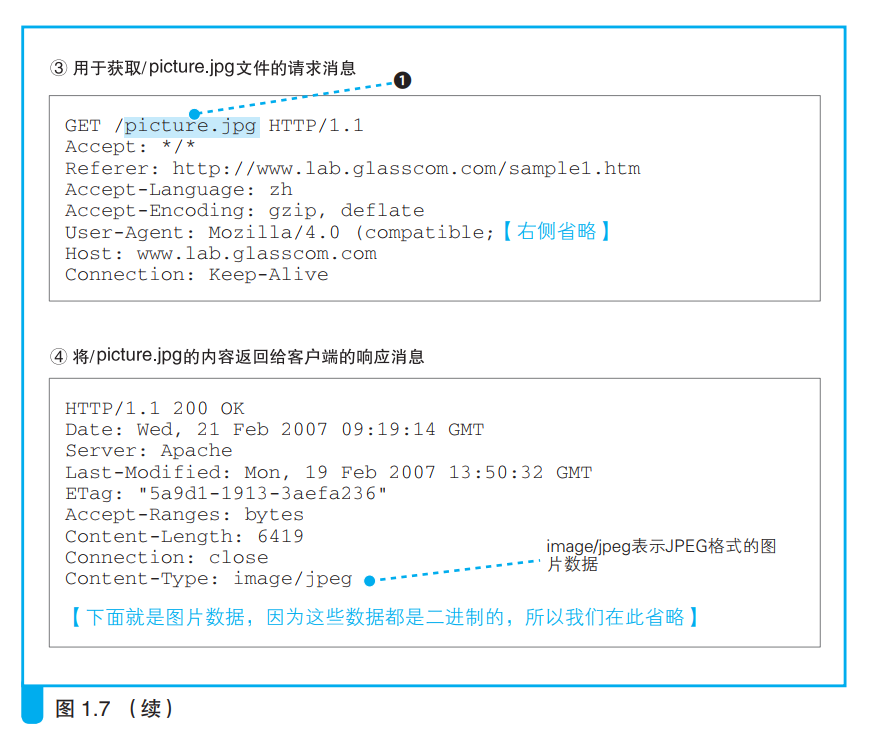 ③ 用于获取/picture.jpg文件的请求消息
❶
GET /picture.jpg HTTP/1.1
Accept: */*
Referer: http://www.lab.glasscom.com/sample1.htm
Accept-Language: zh
Accept-Encoding: gzip, deflate
User-Agent: Mozilla/4.0 (compatible;【右侧省略】
Host: www.lab.glasscom.com
Connection: Keep-Alive
④ 将/picture.jpg的内容返回给客户端的响应消息
HTTP/1.1 200 OK
Date: Wed, 21 Feb 2007 09:19:14 GMT
Server: Apache
Last-Modified: Mon, 19 Feb 2007 13:50:32 GMT
ETag: "5a9d1-1913-3aefa236"
Accept-Ranges: bytes
Content-Length: 6419
Connection: close
Content-Type: image/jpeg
image/jpeg表示JPEG格式的图
片数据
【下面就是图片数据，因为这些数据都是二进制的，所以我们在此省略】
图 1.7 （续）